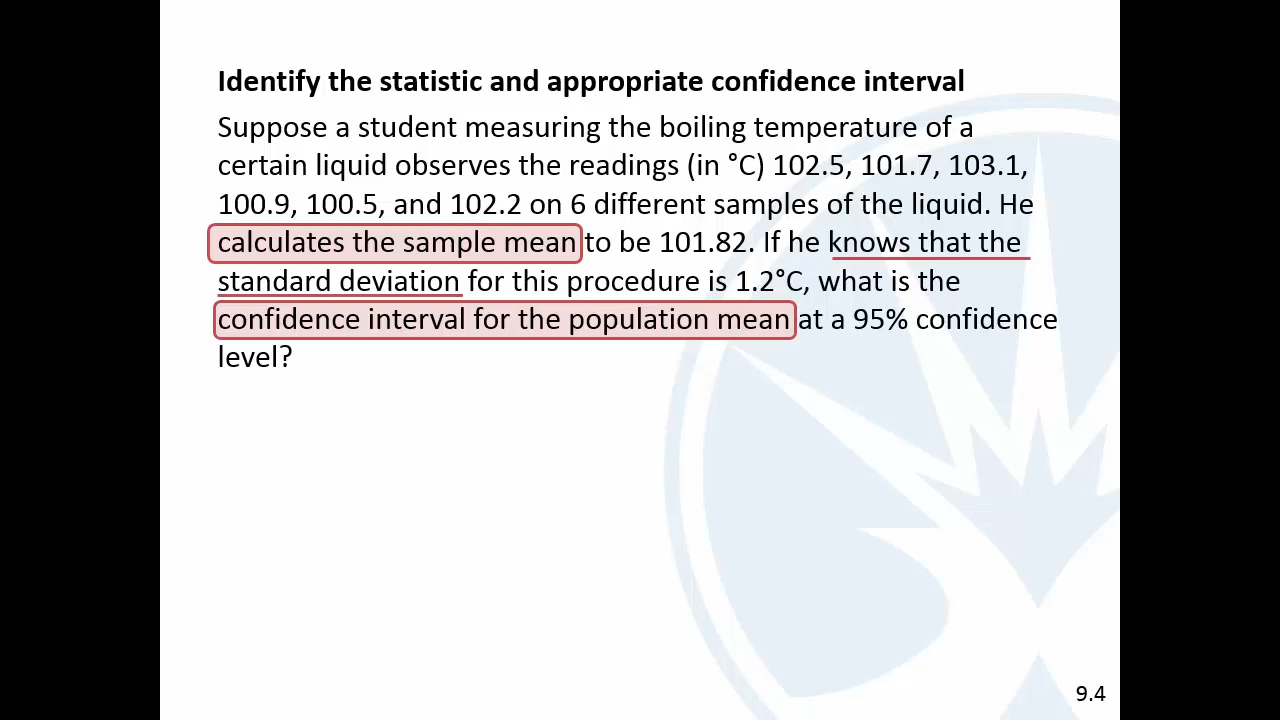 Identify the statistic and appropriate confidence interval
Suppose a student measuring the boiling temperature of a
certain liquid observes the readings (in °C) 102.5, 101.7, 103.1,
100.9, 100.5, and 102.2 on 6 different samples of the liquid. He
calculates the sample mean to be 101.82. If he knows that the
standard deviation for this procedure is 1.2°C, what is the
confidence interval for the population mean at a 95% confidence
level?
9.4